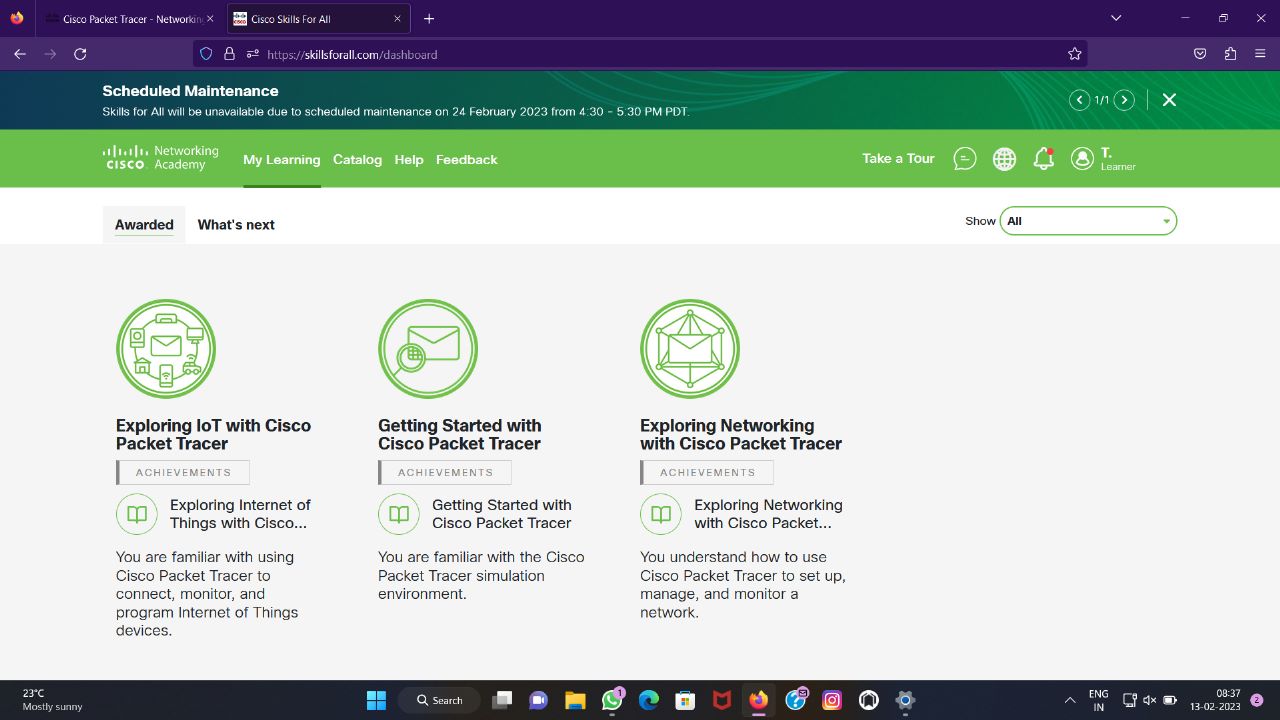 Cisco Packet Tracer - Networking
Cisco Skills For All
https://skillsforall.com/dashboard
Scheduled Maintenance
Skills for All will be unavailable due to scheduled maintenance on 24 February 2023 from 4:30 - 5:30 PM PDT.
1/1
CISCO Networking Academy
My Learning Catalog Help Feedback
Take a Tour
T.
Learner
Awarded What's next
Show All
Exploring IoT with Cisco
Packet Tracer
ACHIEVEMENTS
Exploring Internet of
Things with Cisco...
You are familiar with using
Cisco Packet Tracer to
connect, monitor, and
program Internet of Things
devices.
Getting Started with
Cisco Packet Tracer
ACHIEVEMENTS
Getting Started with
Cisco Packet Tracer
You are familiar with the Cisco
Packet Tracer simulation
environment.
Exploring Networking
with Cisco Packet Tracer
ACHIEVEMENTS
Exploring Networking
with Cisco Packet...
You understand how to use
Cisco Packet Tracer to set up,
manage, and monitor a
network.
23°C
Mostly sunny
Search
1
ENG
IN
08:37
13-02-2023
2